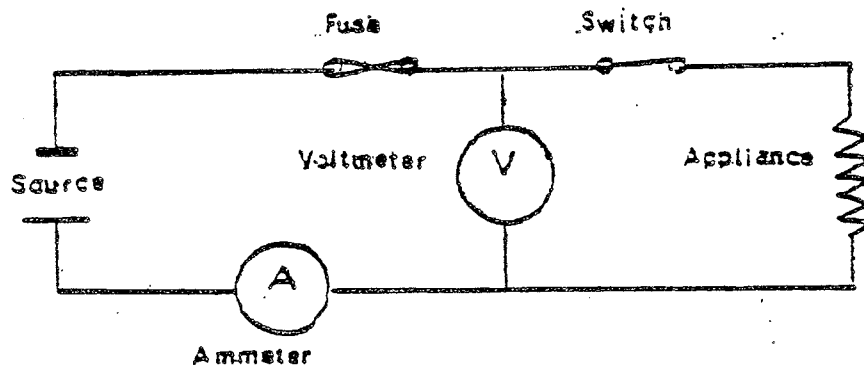 Fuse
Switch
Voltmeter
V
Appliance
Source
A
Ammeter